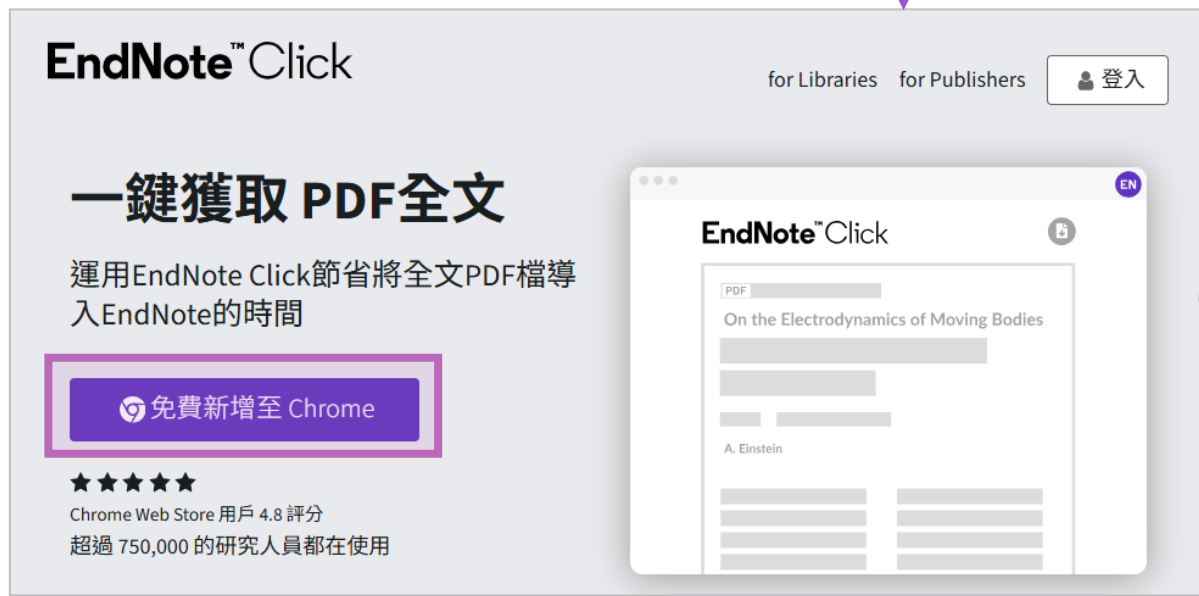 EndNote™Click
for Libraries for Publishers 登入
一鍵獲取 PDF全文
運用EndNote Click節省將全文PDF檔導
入EndNote的時間
免費新增至 Chrome
Chrome Web Store 用戶 4.8 評分
超過 750,000 的研究人員都在使用
EN
EndNote™Click
PDF
On the Electrodynamics of Moving Bodies
A. Einstein